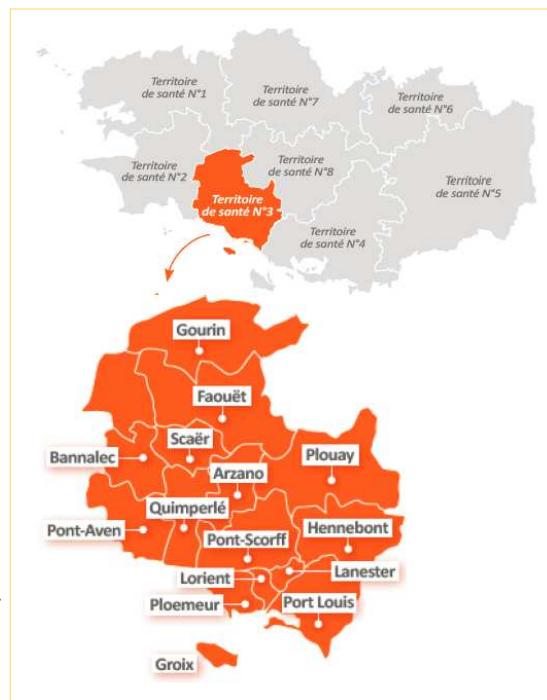 Territoire
de santé N°1
Territoire
de santé N°7
Territoire
de santé N°6
Territoire
de santé N°2
Territoire
de santé N°3
Territoire
de santé N°8
Territoire
de santé N°5
Territoire
de santé N°4
Gourin
Faouët
Scaër
Bannalec
Arzano
Plouay
Quimperlé
Pont-Aven
Pont-Scorff
Hennebont
Lorient
Lanester
Ploemeur
Port Louis
Groix